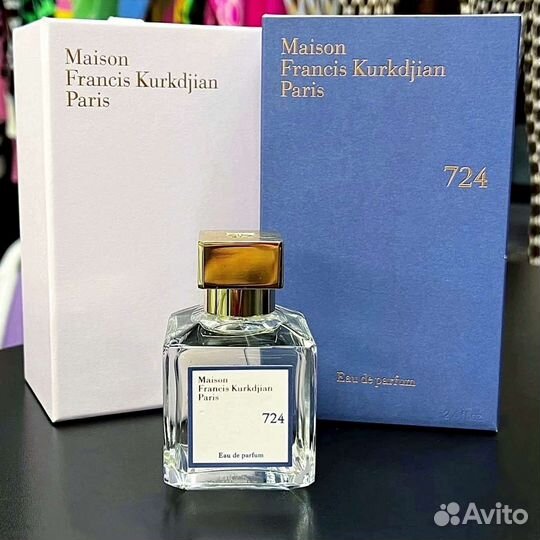 Maison
Francis Kurkdjian
Paris
Maison
Francis Kurkdjian
Paris
724
Eau de parfum
Maison
Francis Kurkdjian
Paris
724
Eau de parfum
Avito